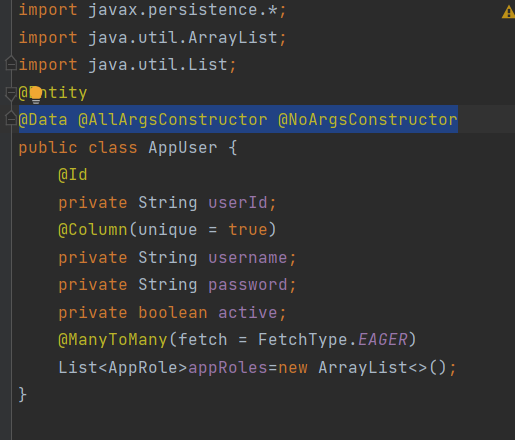 import javax.persistence.*;
import java.util.ArrayList;
import java.util.List;
@Entity
@Data @AllArgsConstructor @NoArgsConstructor
public class AppUser {
    @Id
    private String userId;
    @Column(unique = true)
    private String username;
    private String password;
    private boolean active;
    @ManyToMany(fetch = FetchType.EAGER)
    List<AppRole>appRoles=new ArrayList<>();
}